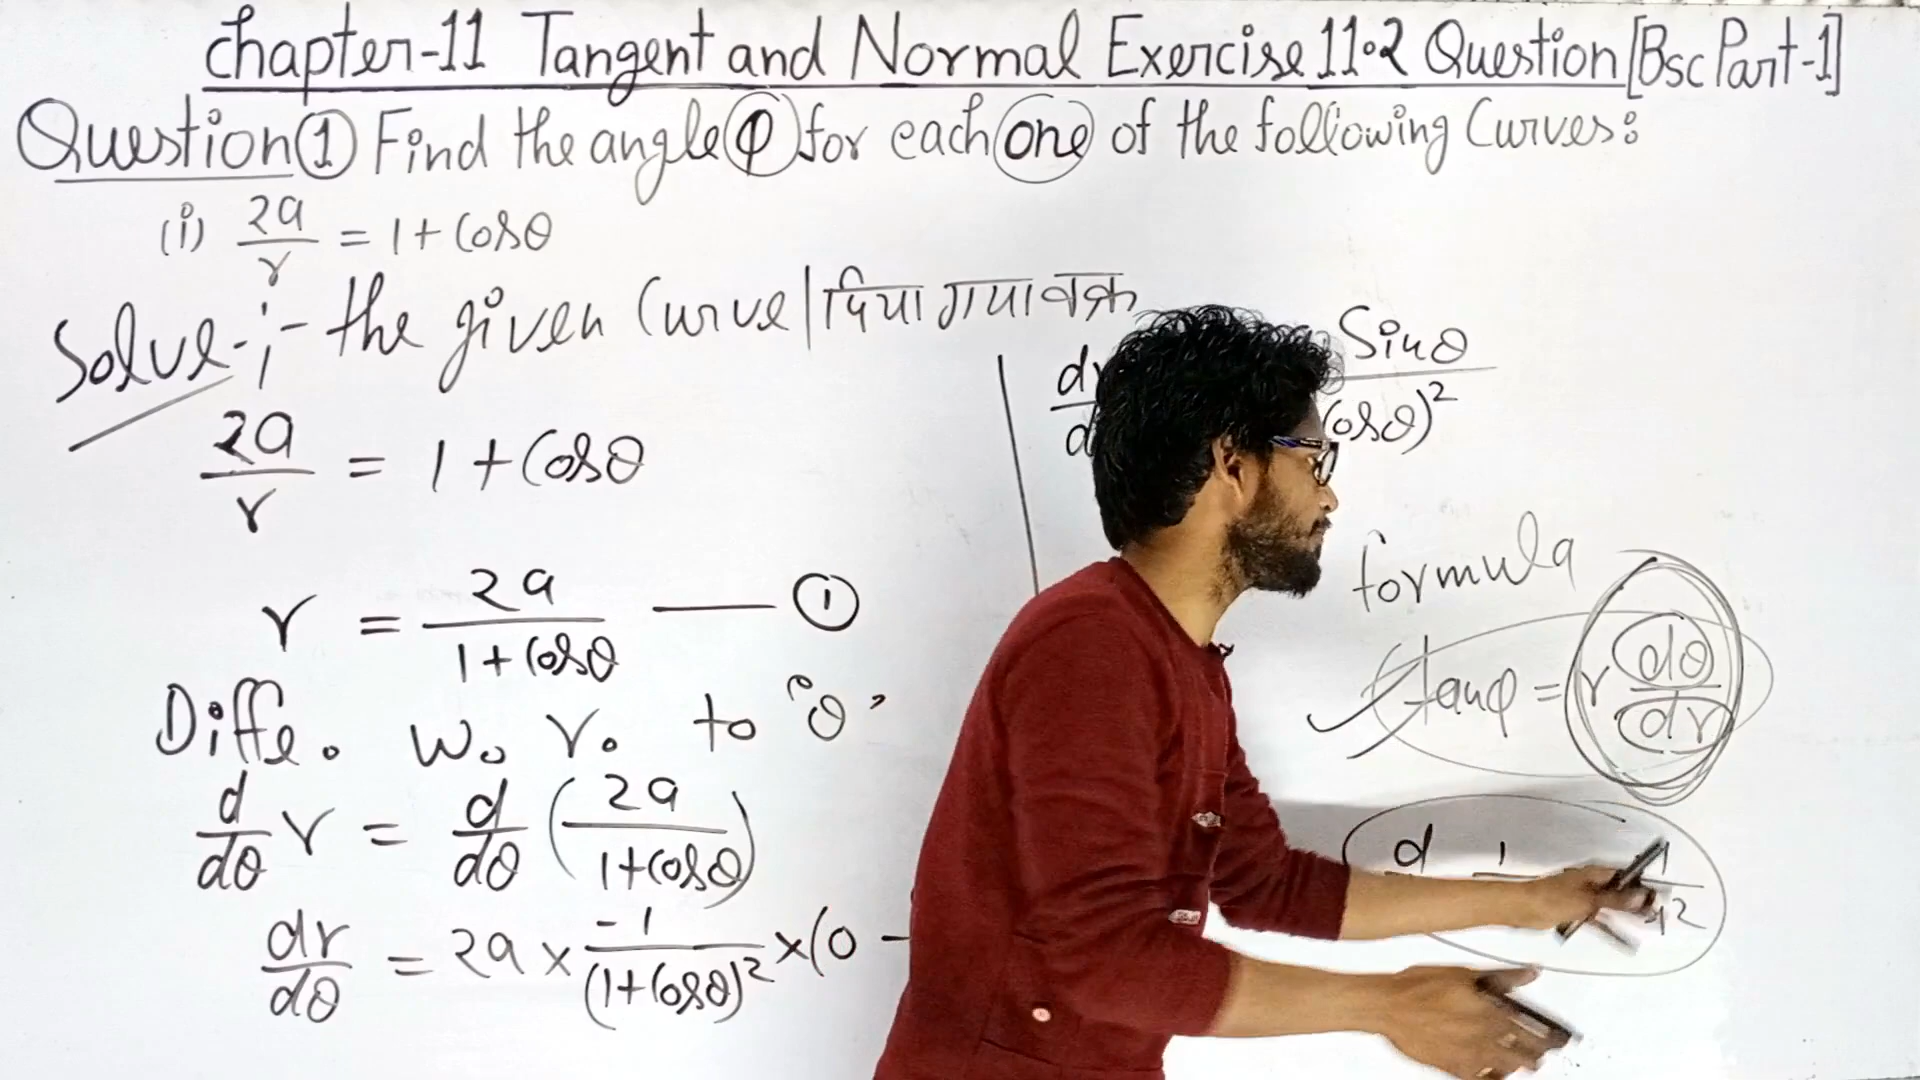 Chapter-11 Tangent and Normal Exercise 11.2 Question [Bsc Part-1]
Question ① Find the angle φ for each one of the following Curves:
(i) 2a/r = 1 + Cosθ
Solve:- the given Curve | दिया गया वक्र
2a/r = 1 + Cosθ
r = 2a/(1+Cosθ) —— ①
Diffe. w. r. to "θ"
d/dθ r = d/dθ (2a/(1+Cosθ))
dr/dθ = 2a × -1/(1+Cosθ)² × (0 -
Sinθ
Cosθ)²
formula
tanφ = r dθ/dr